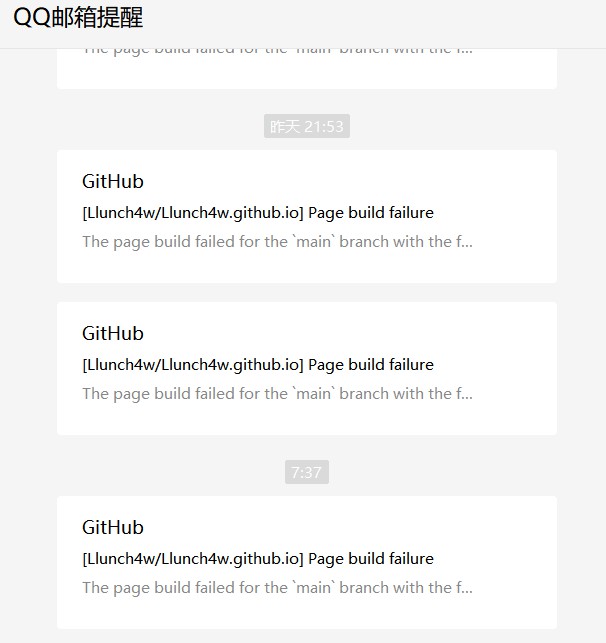 QQ邮箱提醒
The page build failed for the `main` branch with the f...
昨天 21:53
GitHub
[Llunch4w/Llunch4w.github.io] Page build failure
The page build failed for the `main` branch with the f...
GitHub
[Llunch4w/Llunch4w.github.io] Page build failure
The page build failed for the `main` branch with the f...
7:37
GitHub
[Llunch4w/Llunch4w.github.io] Page build failure
The page build failed for the `main` branch with the f...